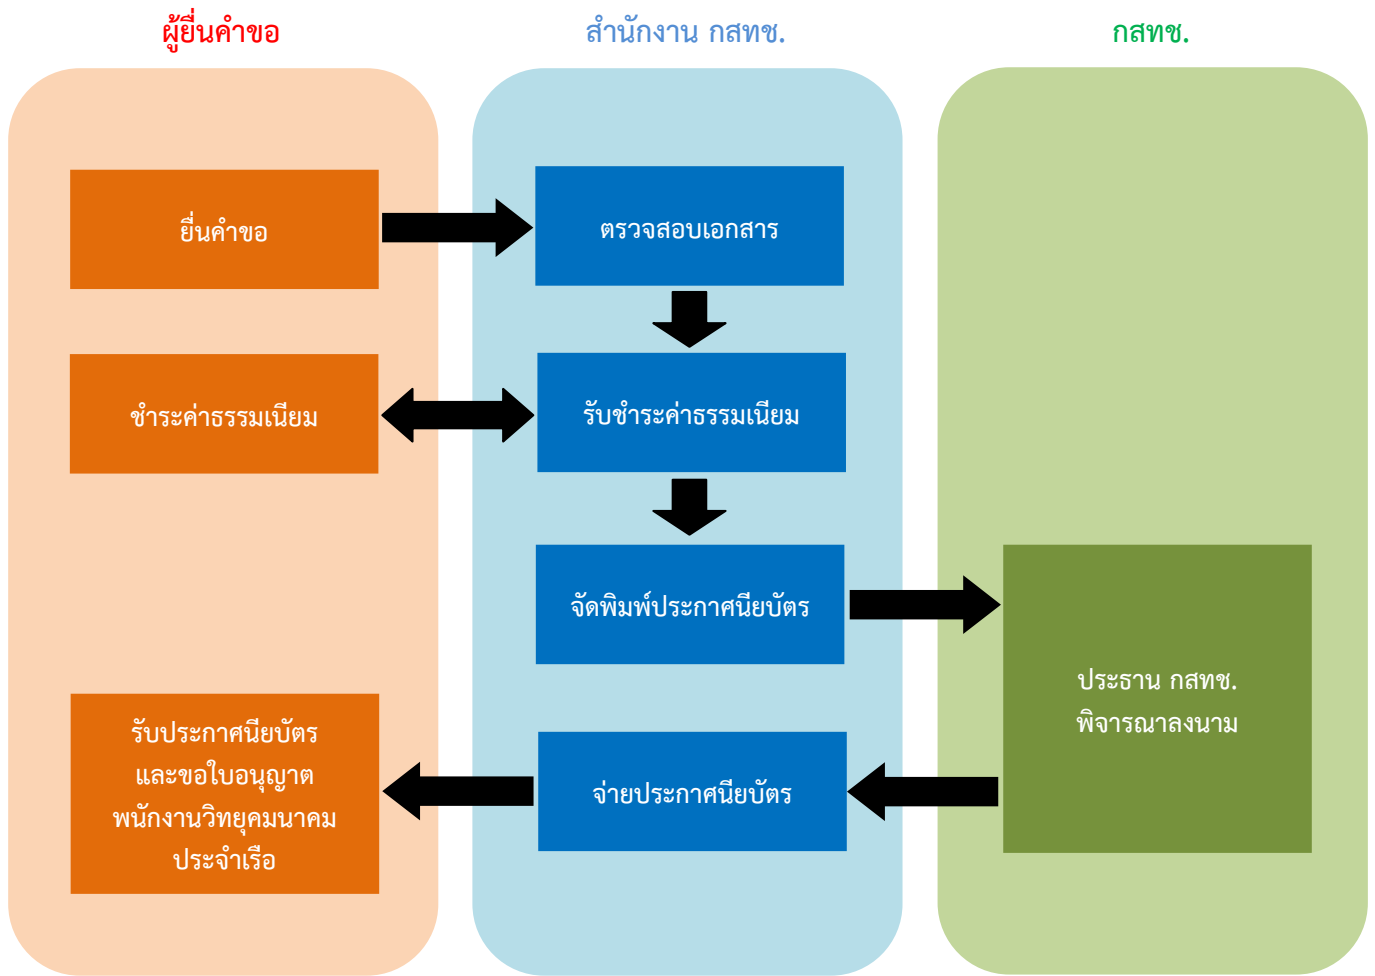 ผู้ยื่นคำขอ
สำนักงาน กสทช.
กสทช.
ยื่นคำขอ
ตรวจสอบเอกสาร
ชำระค่าธรรมเนียม
รับชำระค่าธรรมเนียม
จัดพิมพ์ประกาศนียบัตร
ประธาน กสทช.
พิจารณาลงนาม
รับประกาศนียบัตร
และขอใบอนุญาต
พนักงานวิทยุคมนาคม
ประจำเรือ
จ่ายประกาศนียบัตร